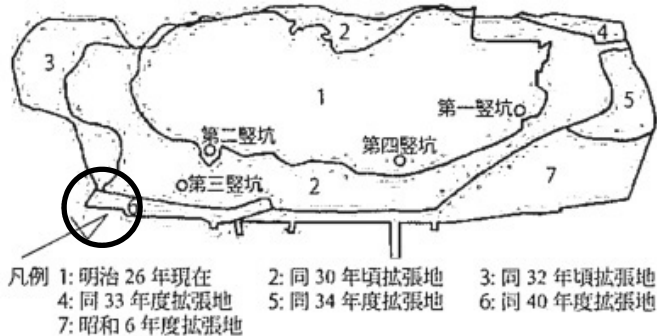 2
3
4
1
5
第一竪坑
第二竪坑
第四竪坑
第三竪坑
2
7
6
凡例 1: 明治 26 年現在 2: 同 30 年頃拡張地 3: 同 32 年頃拡張地
4: 同 33 年度拡張地 5: 同 34 年度拡張地 6: 同 40 年度拡張地
7: 昭和 6 年度拡張地